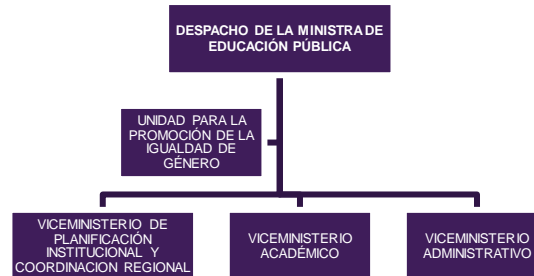 DESPACHO DE LA MINISTRA DE
EDUCACIÓN PÚBLICA
UNIDAD PARA LA
PROMOCIÓN DE LA
IGUALDAD DE
GÉNERO
VICEMINISTERIO DE
PLANIFICACIÓN
INSTITUCIONAL Y
COORDINACION REGIONAL
VICEMINISTERIO
ACADÉMICO
VICEMINISTERIO
ADMINISTRATIVO